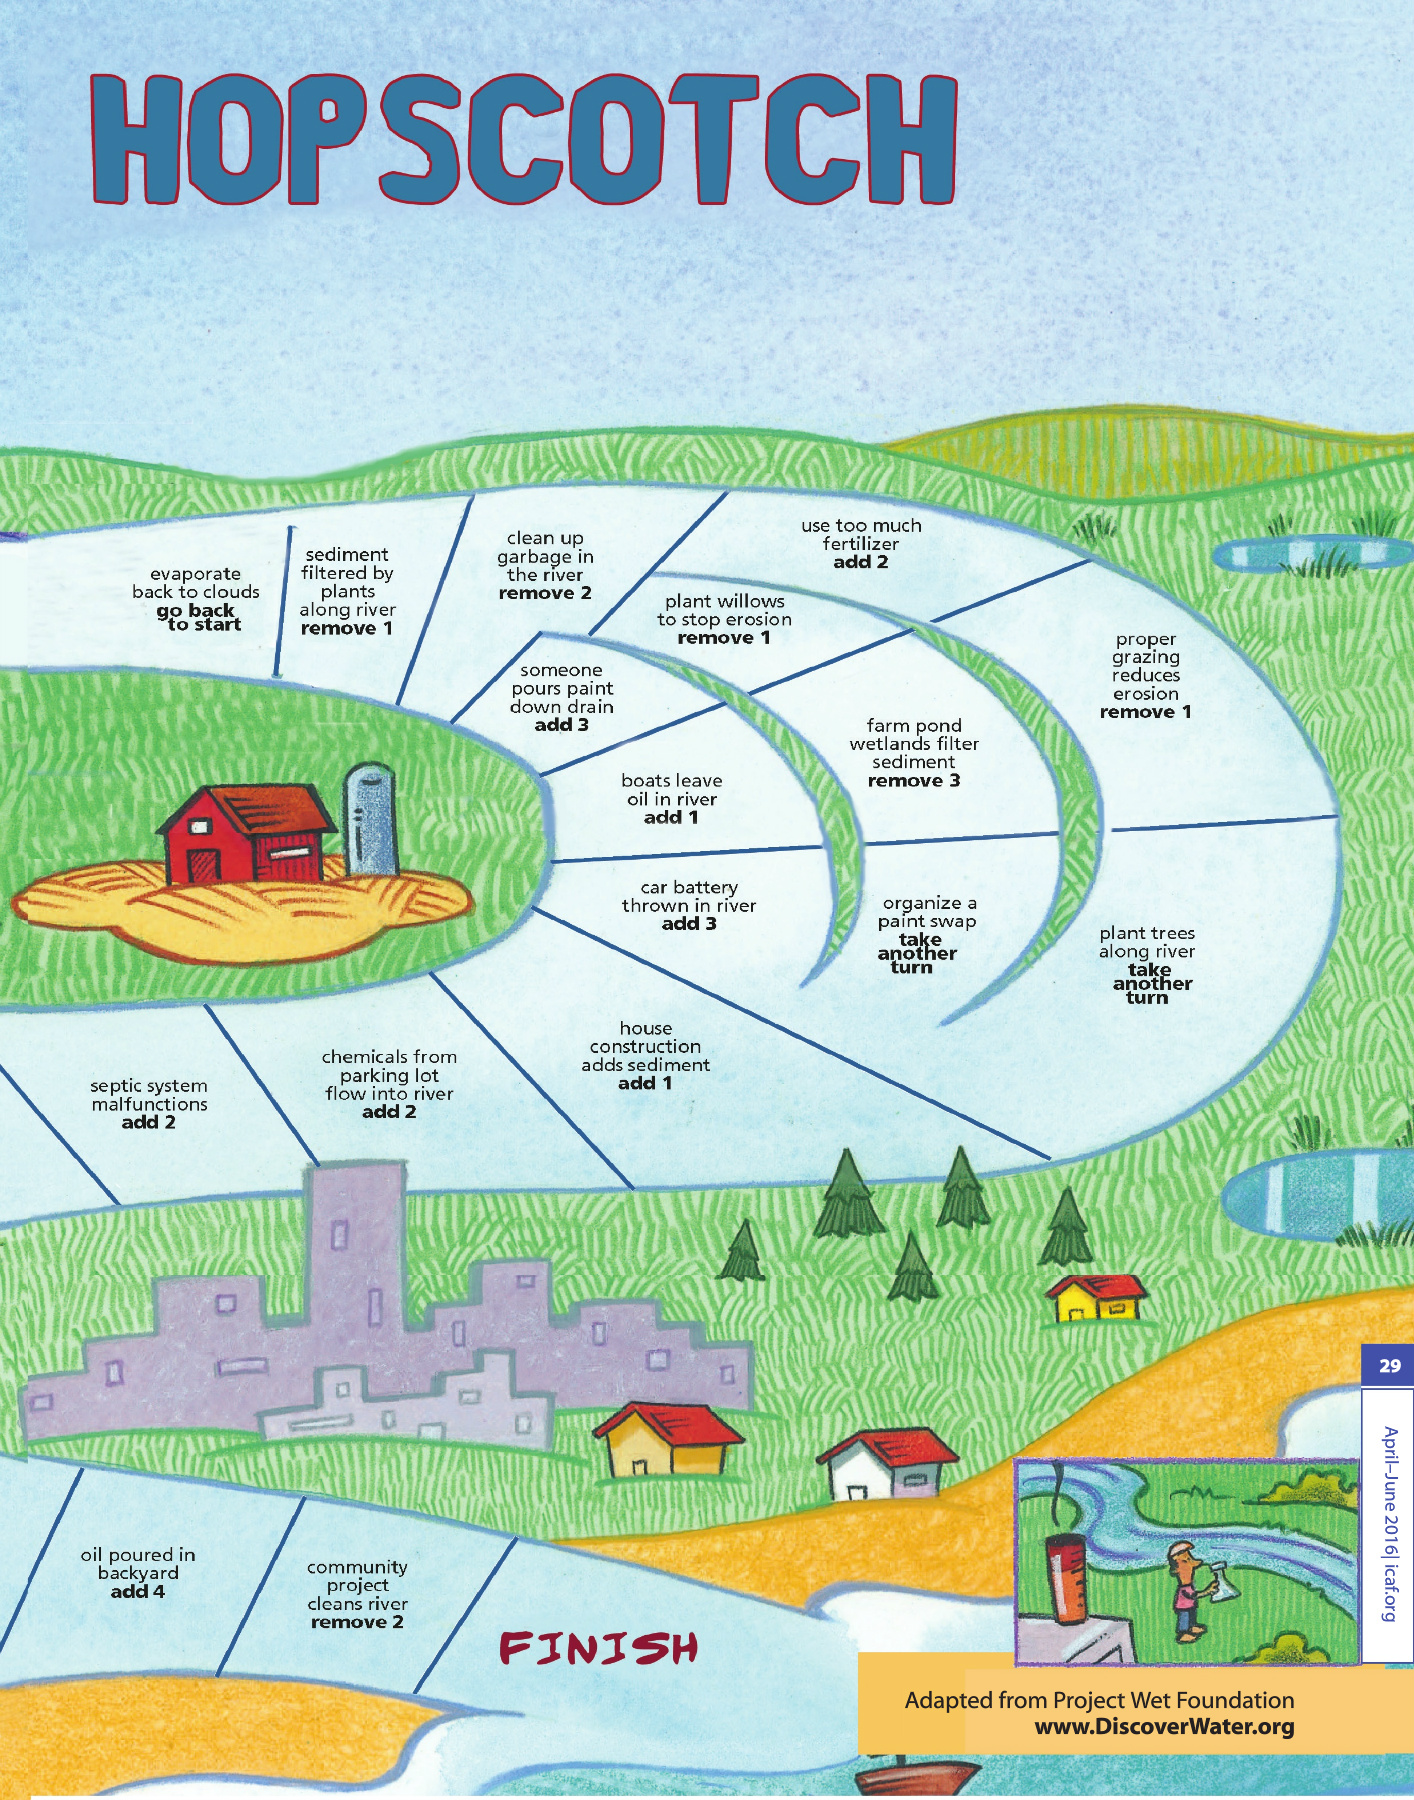 HOPSCOTCH
evaporate
back to clouds
go back
to start
sediment
filtered by
plants
along river
remove 1
clean up
garbage in
the river
remove 2
use too much
fertilizer
add 2
plant willows
to stop erosion
remove 1
someone
pours paint
down drain
add 3
proper
grazing
reduces
erosion
remove 1
farm pond
wetlands filter
sediment
remove 3
boats leave
oil in river
add 1
car battery
thrown in river
add 3
organize a
paint swap
take
another
turn
plant trees
along river
take
another
turn
house
construction
adds sediment
add 1
chemicals from
parking lot
flow into river
add 2
septic system
malfunctions
add 2
oil poured in
backyard
add 4
community
project
cleans river
remove 2
FINISH
29
April–June 2016| icaf.org
Adapted from Project Wet Foundation
www.DiscoverWater.org